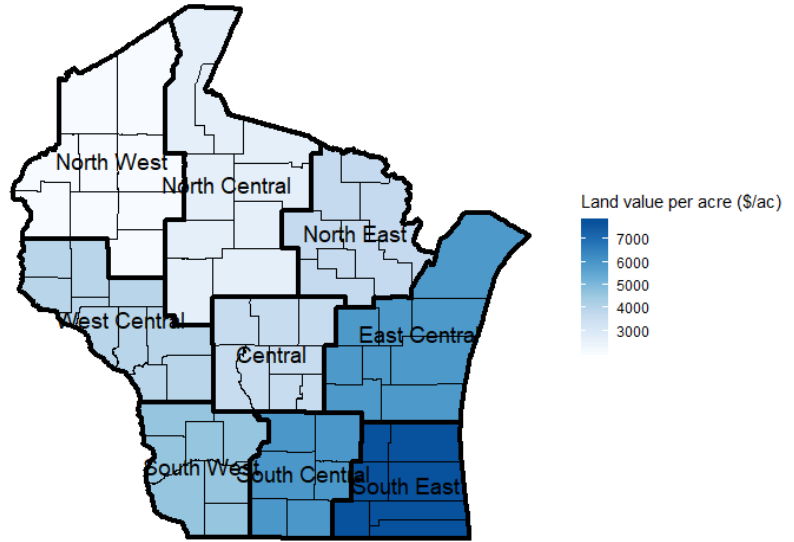 North West
North Central
Land value per acre ($/ac)
North East
7000
6000
5000
4000
3000
West Central
East Central
Central
South West
South Central
South East